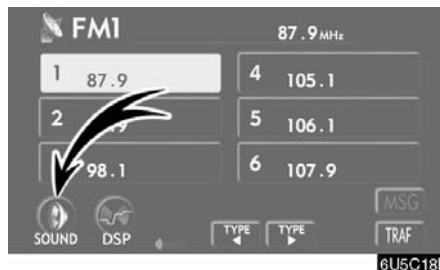 FM1 87.9 MHz
1 87.9
2
98.1
4 105.1
5 106.1
6 107.9
MSG
SOUND DSP TYPE TYPE TRAF
6U5C18